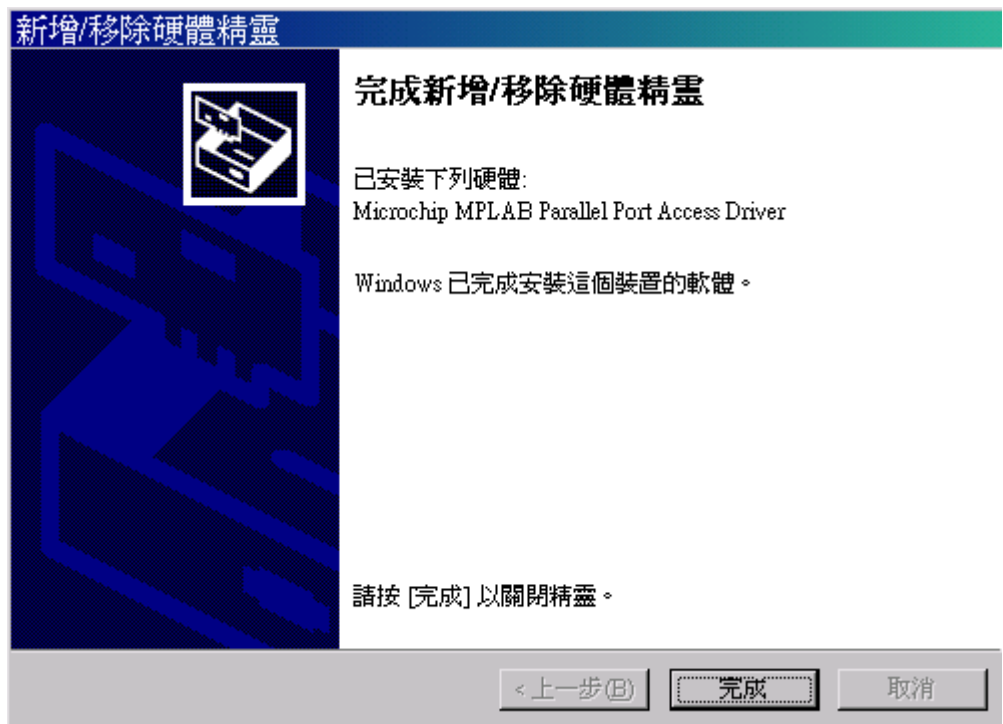 新增/移除硬體精靈
完成新增/移除硬體精靈
已安裝下列硬體:
Microchip MPLAB Parallel Port Access Driver
Windows 已完成安裝這個裝置的軟體。
請按 [完成] 以關閉精靈。
<上一步(B)
完成
取消